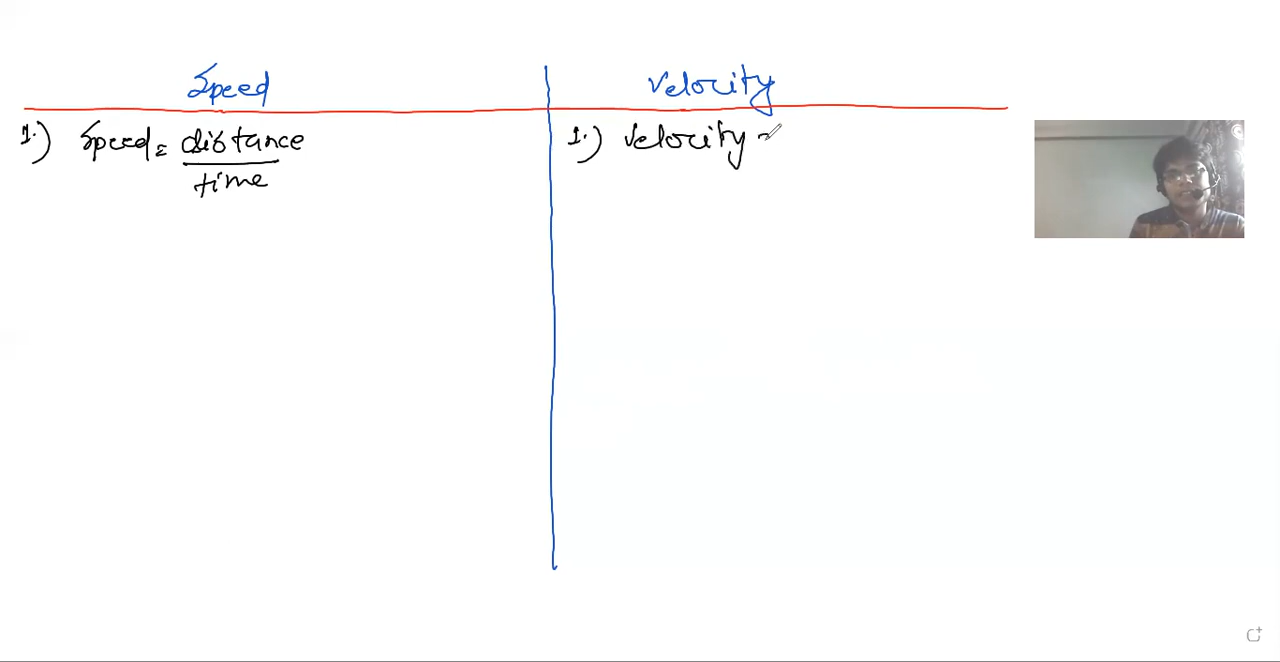 Speed
Velocity
1.) Speed = distance
time
1.) Velocity =